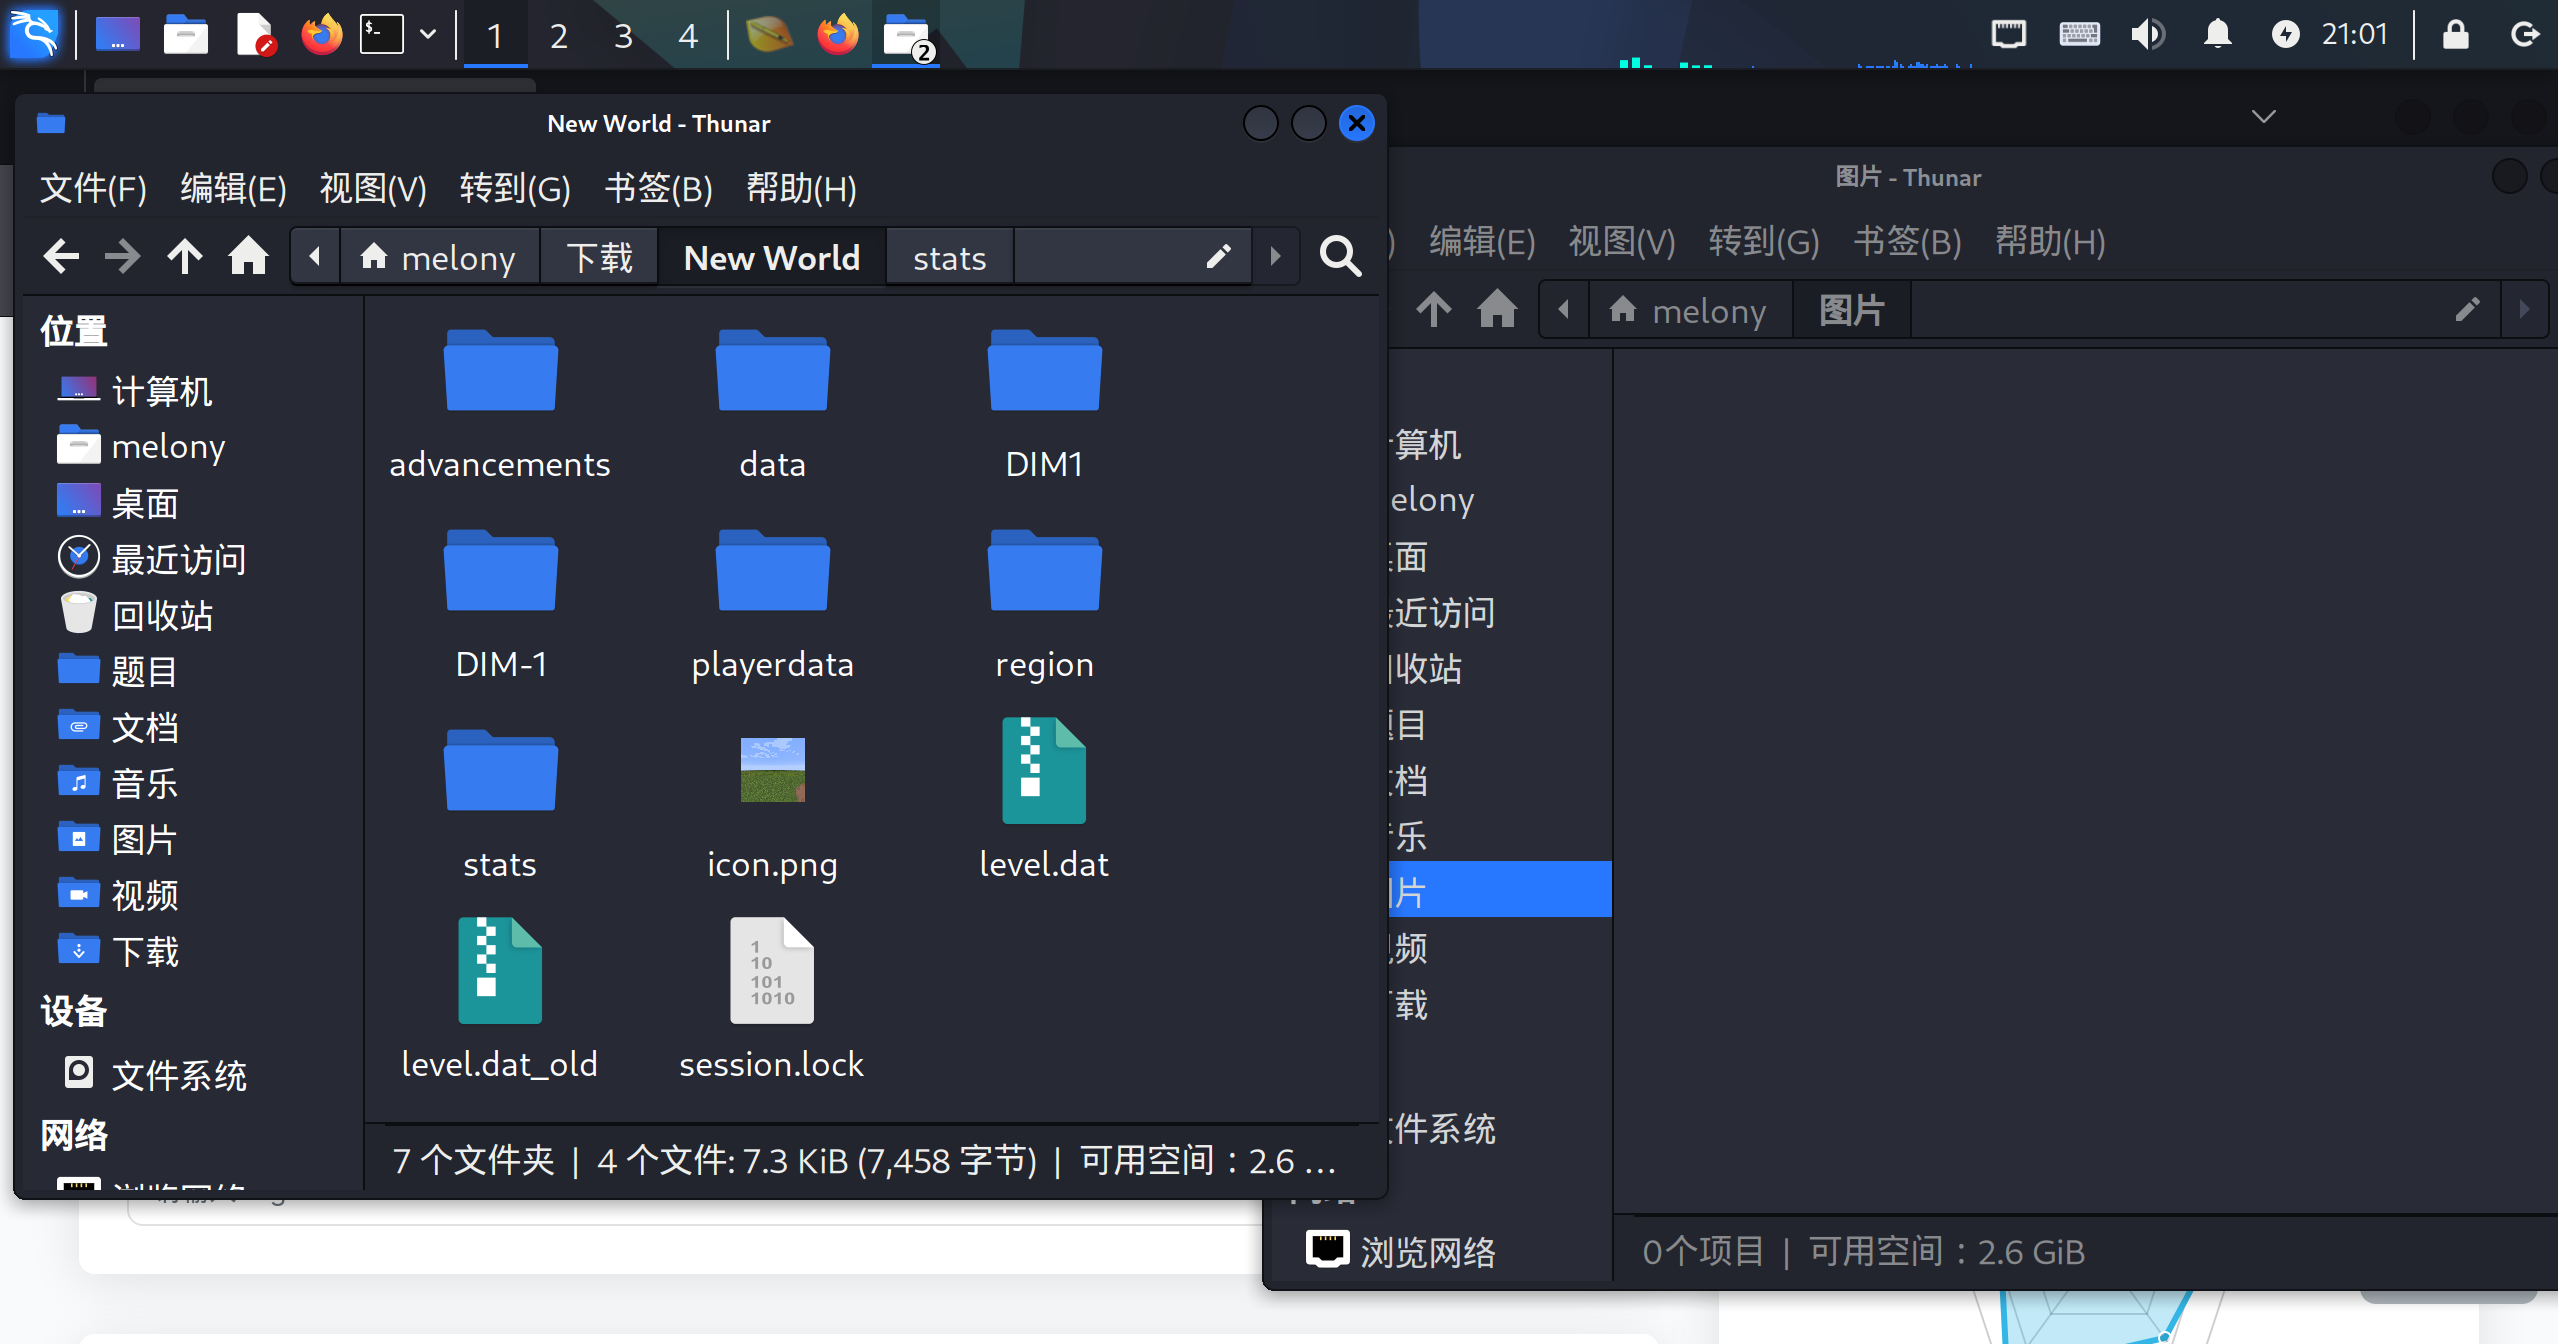 1 2 3 4 2 21:01
New World - Thunar
文件(F) 编辑(E) 视图(V) 转到(G) 书签(B) 帮助(H)
melony 下载 New World stats
位置
计算机
melony
桌面
最近访问
回收站
题目
文档
音乐
图片
视频
下载
设备
文件系统
网络
advancements data DIM1
DIM-1 playerdata region
stats icon.png level.dat
level.dat_old session.lock
7 个文件夹 | 4 个文件: 7.3 KiB (7,458 字节) | 可用空间：2.6 ...
图片 - Thunar
编辑(E) 视图(V) 转到(G) 书签(B) 帮助(H)
melony 图片
算机
elony
面
近访问
收站
目
档
乐
片
频
载
件系统
浏览网络
0个项目 | 可用空间：2.6 GiB